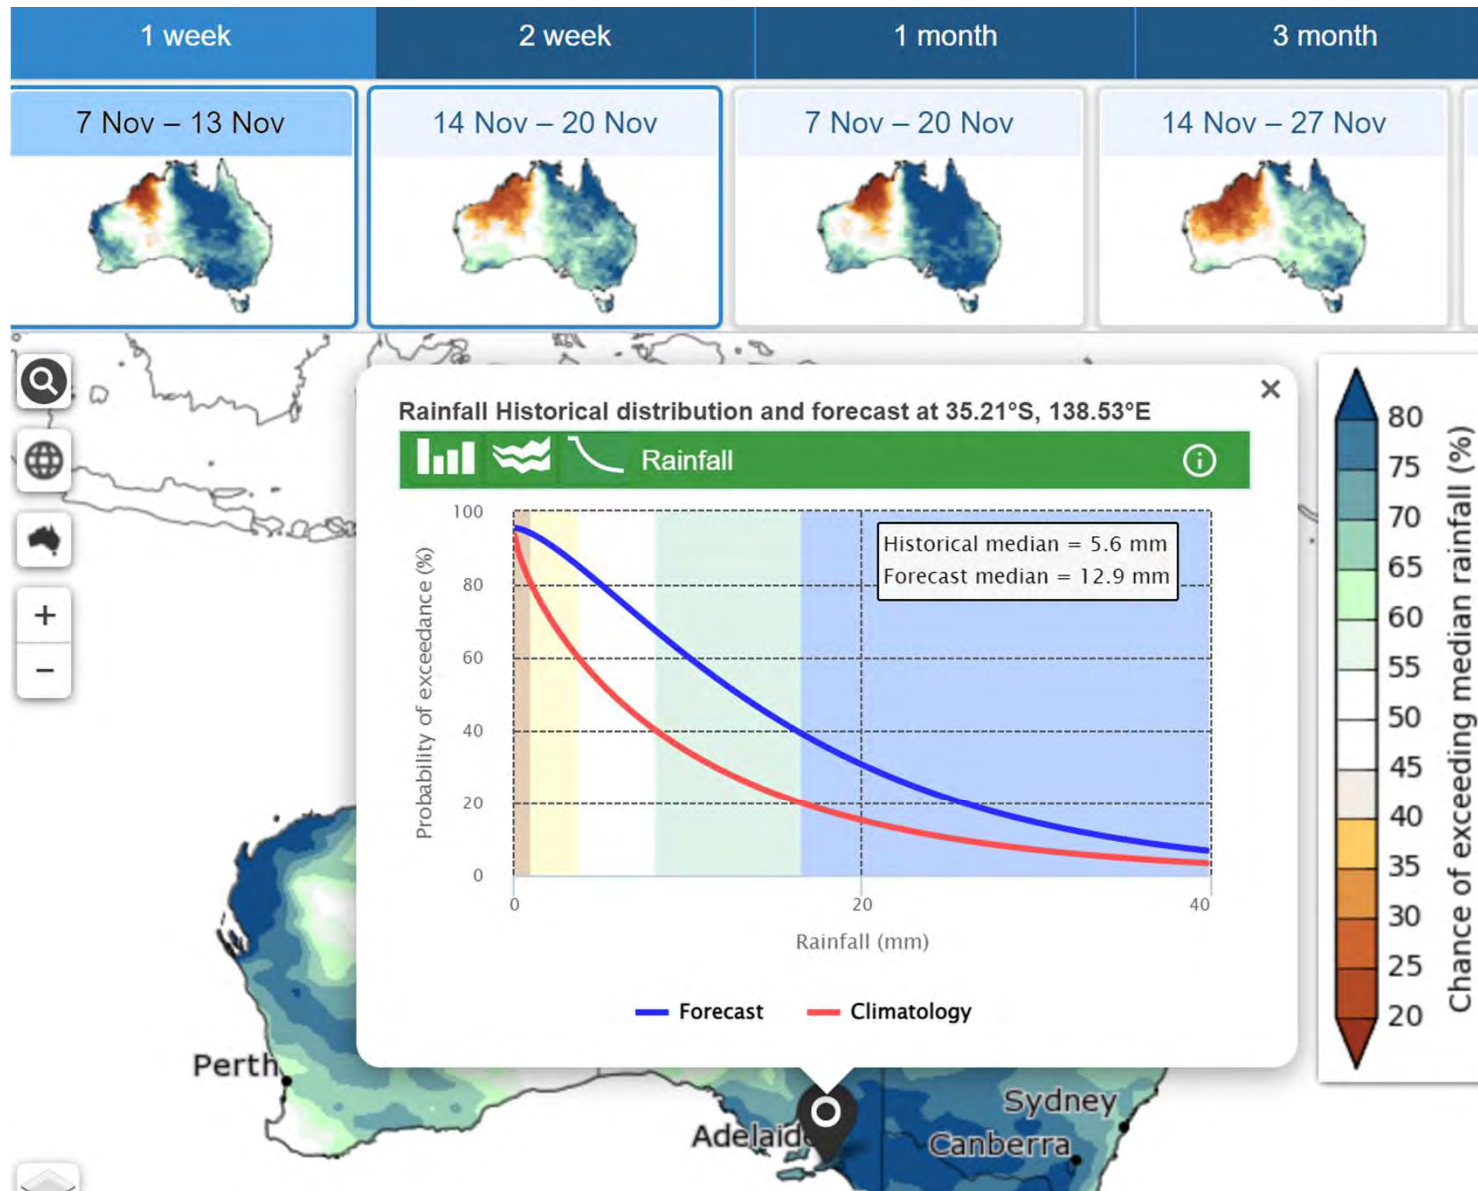 1 week
2 week
1 month
3 month
7 Nov – 13 Nov
14 Nov – 20 Nov
7 Nov – 20 Nov
14 Nov – 27 Nov
Rainfall Historical distribution and forecast at 35.21°S, 138.53°E
Rainfall
Historical median = 5.6 mm
Forecast median = 12.9 mm
Probability of exceedance (%)
100
80
60
40
20
0
0
20
40
Rainfall (mm)
Forecast
Climatology
80
75
70
65
60
55
50
45
40
35
30
25
20
Chance of exceeding median rainfall (%)
+
−
Perth
Adelaid
Sydney
Canberra